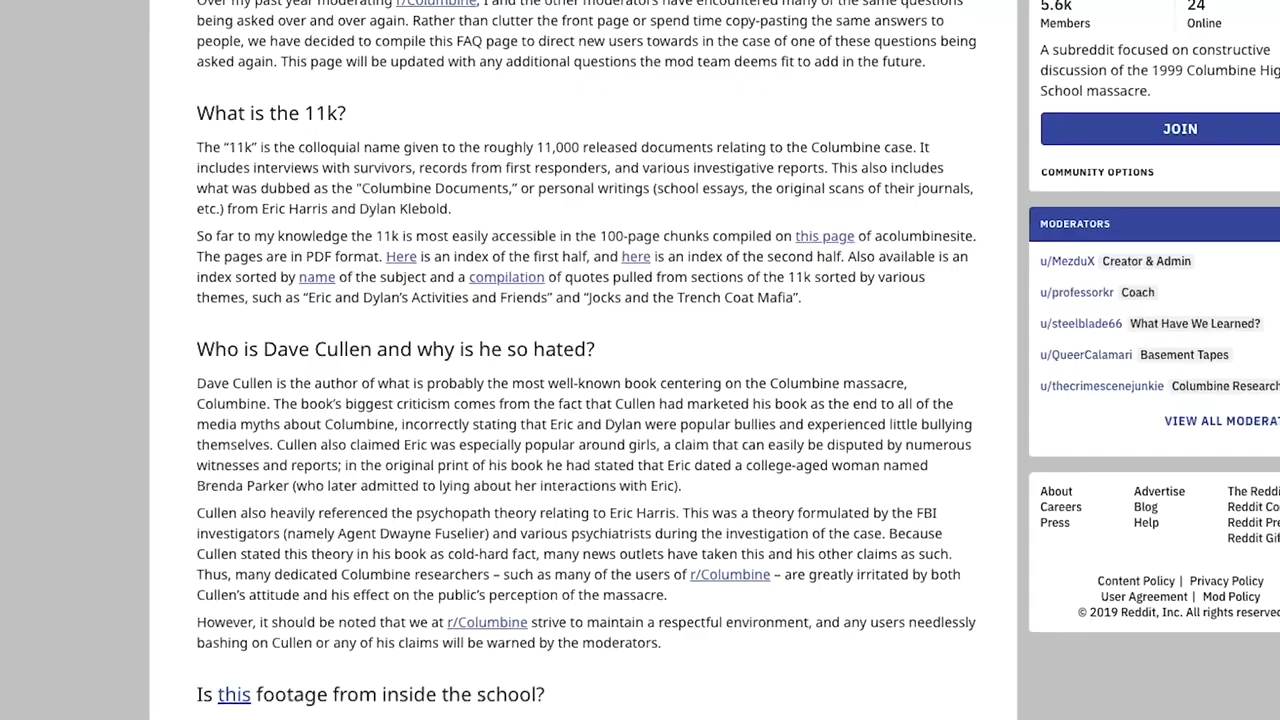 Over my past year moderating r/Columbine, I and the other moderators have encountered many of the same questions
being asked over and over again. Rather than clutter the front page or spend time copy-pasting the same answers to
people, we have decided to compile this FAQ page to direct new users towards in the case of one of these questions being
asked again. This page will be updated with any additional questions the mod team deems fit to add in the future.
What is the 11k?
The “11k” is the colloquial name given to the roughly 11,000 released documents relating to the Columbine case. It
includes interviews with survivors, records from first responders, and various investigative reports. This also includes
what was dubbed as the "Columbine Documents,” or personal writings (school essays, the original scans of their journals,
etc.) from Eric Harris and Dylan Klebold.
So far to my knowledge the 11k is most easily accessible in the 100-page chunks compiled on this page of acolumbinesite.
The pages are in PDF format. Here is an index of the first half, and here is an index of the second half. Also available is an
index sorted by name of the subject and a compilation of quotes pulled from sections of the 11k sorted by various
themes, such as “Eric and Dylan’s Activities and Friends” and “Jocks and the Trench Coat Mafia”.
Who is Dave Cullen and why is he so hated?
Dave Cullen is the author of what is probably the most well-known book centering on the Columbine massacre,
Columbine. The book’s biggest criticism comes from the fact that Cullen had marketed his book as the end to all of the
media myths about Columbine, incorrectly stating that Eric and Dylan were popular bullies and experienced little bullying
themselves. Cullen also claimed Eric was especially popular around girls, a claim that can easily be disputed by numerous
witnesses and reports; in the original print of his book he had stated that Eric dated a college-aged woman named
Brenda Parker (who later admitted to lying about her interactions with Eric).
Cullen also heavily referenced the psychopath theory relating to Eric Harris. This was a theory formulated by the FBI
investigators (namely Agent Dwayne Fuselier) and various psychiatrists during the investigation of the case. Because
Cullen stated this theory in his book as cold-hard fact, many news outlets have taken this and his other claims as such.
Thus, many dedicated Columbine researchers – such as many of the users of r/Columbine – are greatly irritated by both
Cullen’s attitude and his effect on the public’s perception of the massacre.
However, it should be noted that we at r/Columbine strive to maintain a respectful environment, and any users needlessly
bashing on Cullen or any of his claims will be warned by the moderators.
Is this footage from inside the school?
5.6k 24
Members Online
A subreddit focused on constructive
discussion of the 1999 Columbine Hig
School massacre.
JOIN
COMMUNITY OPTIONS
MODERATORS
u/MezduX Creator & Admin
u/professorkr Coach
u/steelblade66 What Have We Learned?
u/QueerCalamari Basement Tapes
u/thecrimescenejunkie Columbine Research
VIEW ALL MODERAT
About Advertise The Reddi
Careers Blog Reddit Co
Press Help Reddit Pre
Reddit Gif
Content Policy | Privacy Policy
User Agreement | Mod Policy
© 2019 Reddit, Inc. All rights reserved